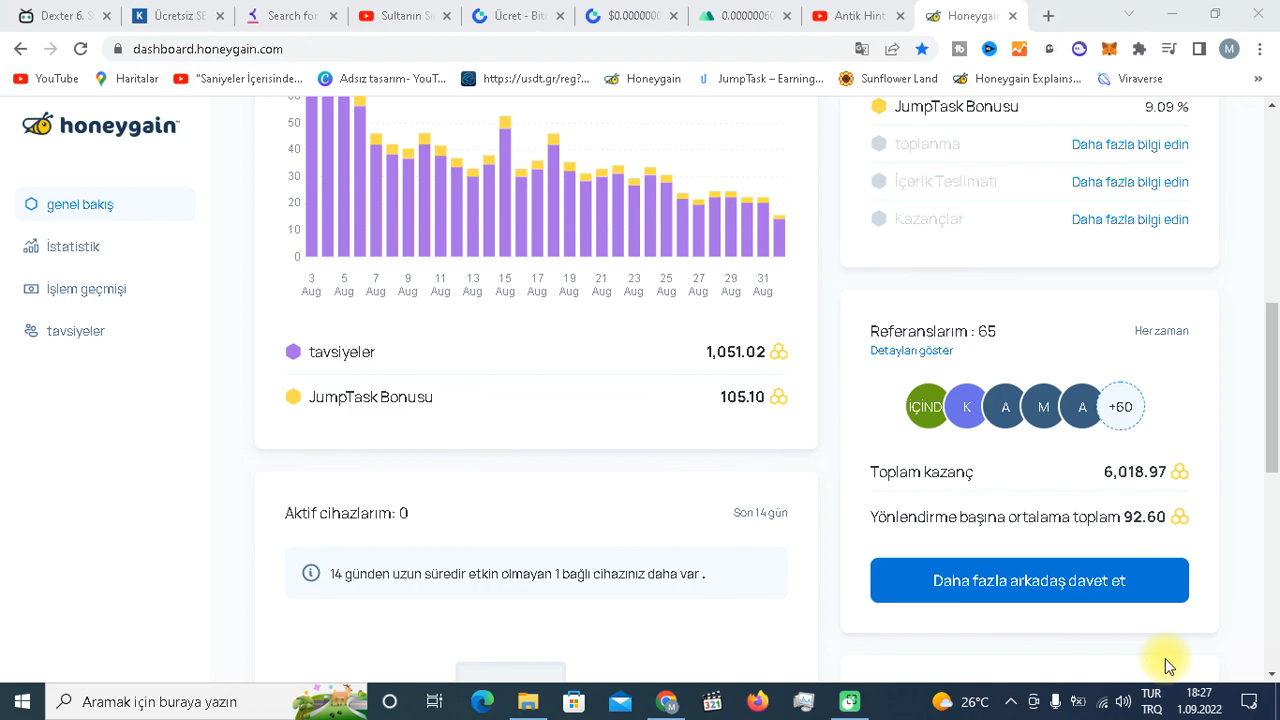 Dexter 6. S
Ücretsiz SE
Search for
Sultanın S
Ücret - Bit
$0.0000000
0.00000060
Antik Hint
Honeygain
dashboard.honeygain.com
M
YouTube
Haritalar
"Saniyeler İçerisinde...
Adsız tasarım- YouT...
https://usdt.gr/reg?...
Honeygain
JumpTask – Earning...
Sunflower Land
Honeygain Explains...
Viraverse
»
honeygain
genel bakış
İstatistik
İşlem geçmişi
tavsiyeler
60
50
40
30
20
10
0
3 5 7 9 11 13 15 17 19 21 23 25 27 29 31
Aug Aug Aug Aug Aug Aug Aug Aug Aug Aug Aug Aug Aug Aug Aug
tavsiyeler 1,051.02
JumpTask Bonusu 105.10
Aktif cihazlarım: 0 Son 14 gün
14 günden uzun süredir etkin olmayan 1 bağlı cihazınız daha var .
JumpTask Bonusu 9.09 %
toplanma Daha fazla bilgi edin
İçerik Teslimatı Daha fazla bilgi edin
Kazançlar Daha fazla bilgi edin
Referanslarım : 65 Her zaman
Detayları göster
İÇİND K A M A +60
Toplam kazanç 6,018.97
Yönlendirme başına ortalama toplam 92.60
Daha fazla arkadaş davet et
Aramak için buraya yazın
321
26°C
TUR
TRQ
18:27
1.09.2022